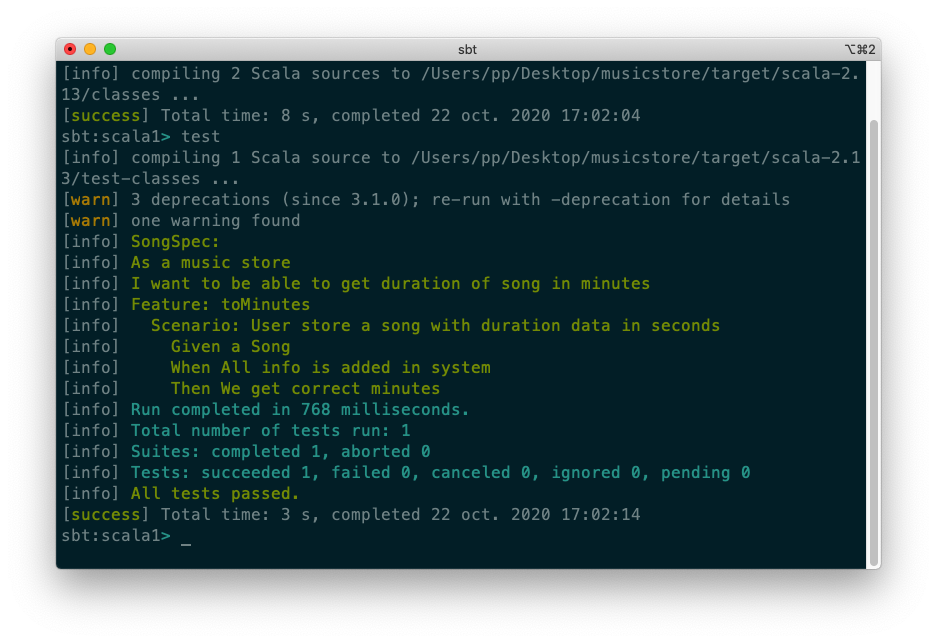 sbt
⌥⌘2
[info] compiling 2 Scala sources to /Users/pp/Desktop/musicstore/target/scala-2.
13/classes ...
[success] Total time: 8 s, completed 22 oct. 2020 17:02:04
sbt:scala1> test
[info] compiling 1 Scala source to /Users/pp/Desktop/musicstore/target/scala-2.1
3/test-classes ...
[warn] 3 deprecations (since 3.1.0); re-run with -deprecation for details
[warn] one warning found
[info] SongSpec:
[info] As a music store
[info] I want to be able to get duration of song in minutes
[info] Feature: toMinutes
[info]   Scenario: User store a song with duration data in seconds
[info]     Given a Song
[info]     When All info is added in system
[info]     Then We get correct minutes
[info] Run completed in 768 milliseconds.
[info] Total number of tests run: 1
[info] Suites: completed 1, aborted 0
[info] Tests: succeeded 1, failed 0, canceled 0, ignored 0, pending 0
[info] All tests passed.
[success] Total time: 3 s, completed 22 oct. 2020 17:02:14
sbt:scala1> _